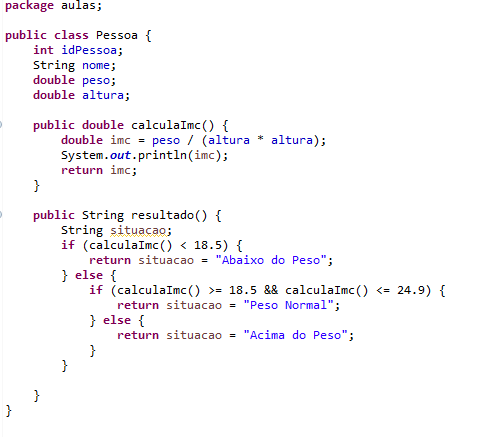 package aulas;
public class Pessoa {
int idPessoa;
String nome;
double peso;
double altura;
public double calculaImc() {
double imc = peso / (altura * altura);
System.out.println(imc);
return imc;
}
public String resultado() {
String situacao;
if (calculaImc() < 18.5) {
return situacao = "Abaixo do Peso";
} else {
if (calculaImc() >= 18.5 && calculaImc() <= 24.9) {
return situacao = "Peso Normal";
} else {
return situacao = "Acima do Peso";
}
}
}
}